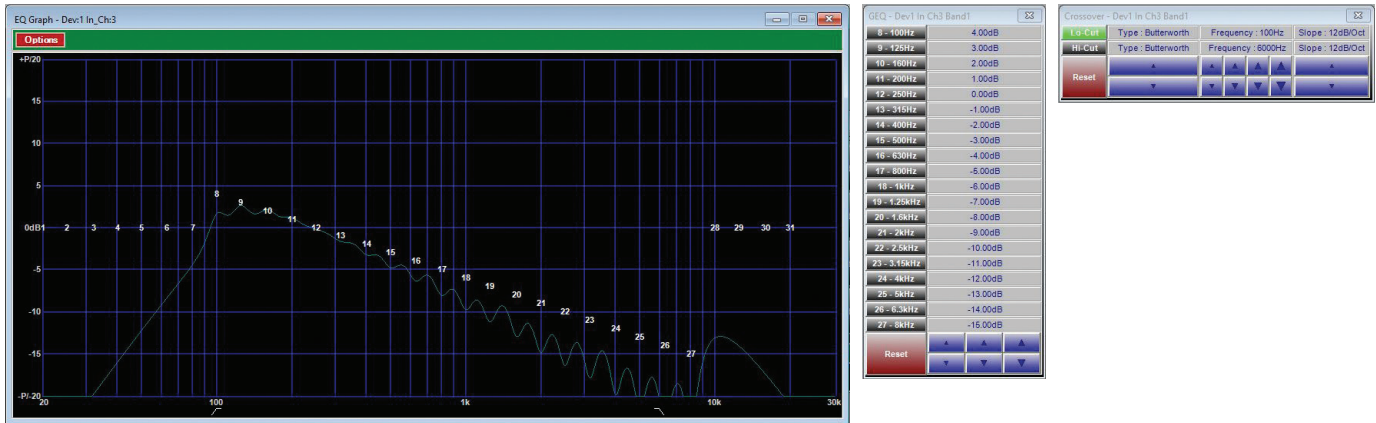 EQ Graph - Dev:1 In_Ch:3
Options
+P/20
15
10
5
0dB1 2 3 4 5 6 7 8 9 10 11 12 13 14 15 16 17 18 19 20 21 22 23 24 25 26 27 28 29 30 31
-5
-10
-15
-P/-20
20 100 1k 10k 30k
GEQ - Dev1 In Ch3 Band1
8 - 100Hz 4.00dB
9 - 125Hz 3.00dB
10 - 160Hz 2.00dB
11 - 200Hz 1.00dB
12 - 250Hz 0.00dB
13 - 315Hz -1.00dB
14 - 400Hz -2.00dB
15 - 500Hz -3.00dB
16 - 630Hz -4.00dB
17 - 800Hz -5.00dB
18 - 1kHz -6.00dB
19 - 1.25kHz -7.00dB
20 - 1.6kHz -8.00dB
21 - 2kHz -9.00dB
22 - 2.5kHz -10.00dB
23 - 3.15kHz -11.00dB
24 - 4kHz -12.00dB
25 - 5kHz -13.00dB
26 - 6.3kHz -14.00dB
27 - 8kHz -15.00dB
Reset
Crossover - Dev1 In Ch3 Band1
Lo-Cut Type : Butterworth Frequency : 100Hz Slope : 12dB/Oct
Hi-Cut Type : Butterworth Frequency : 6000Hz Slope : 12dB/Oct
Reset